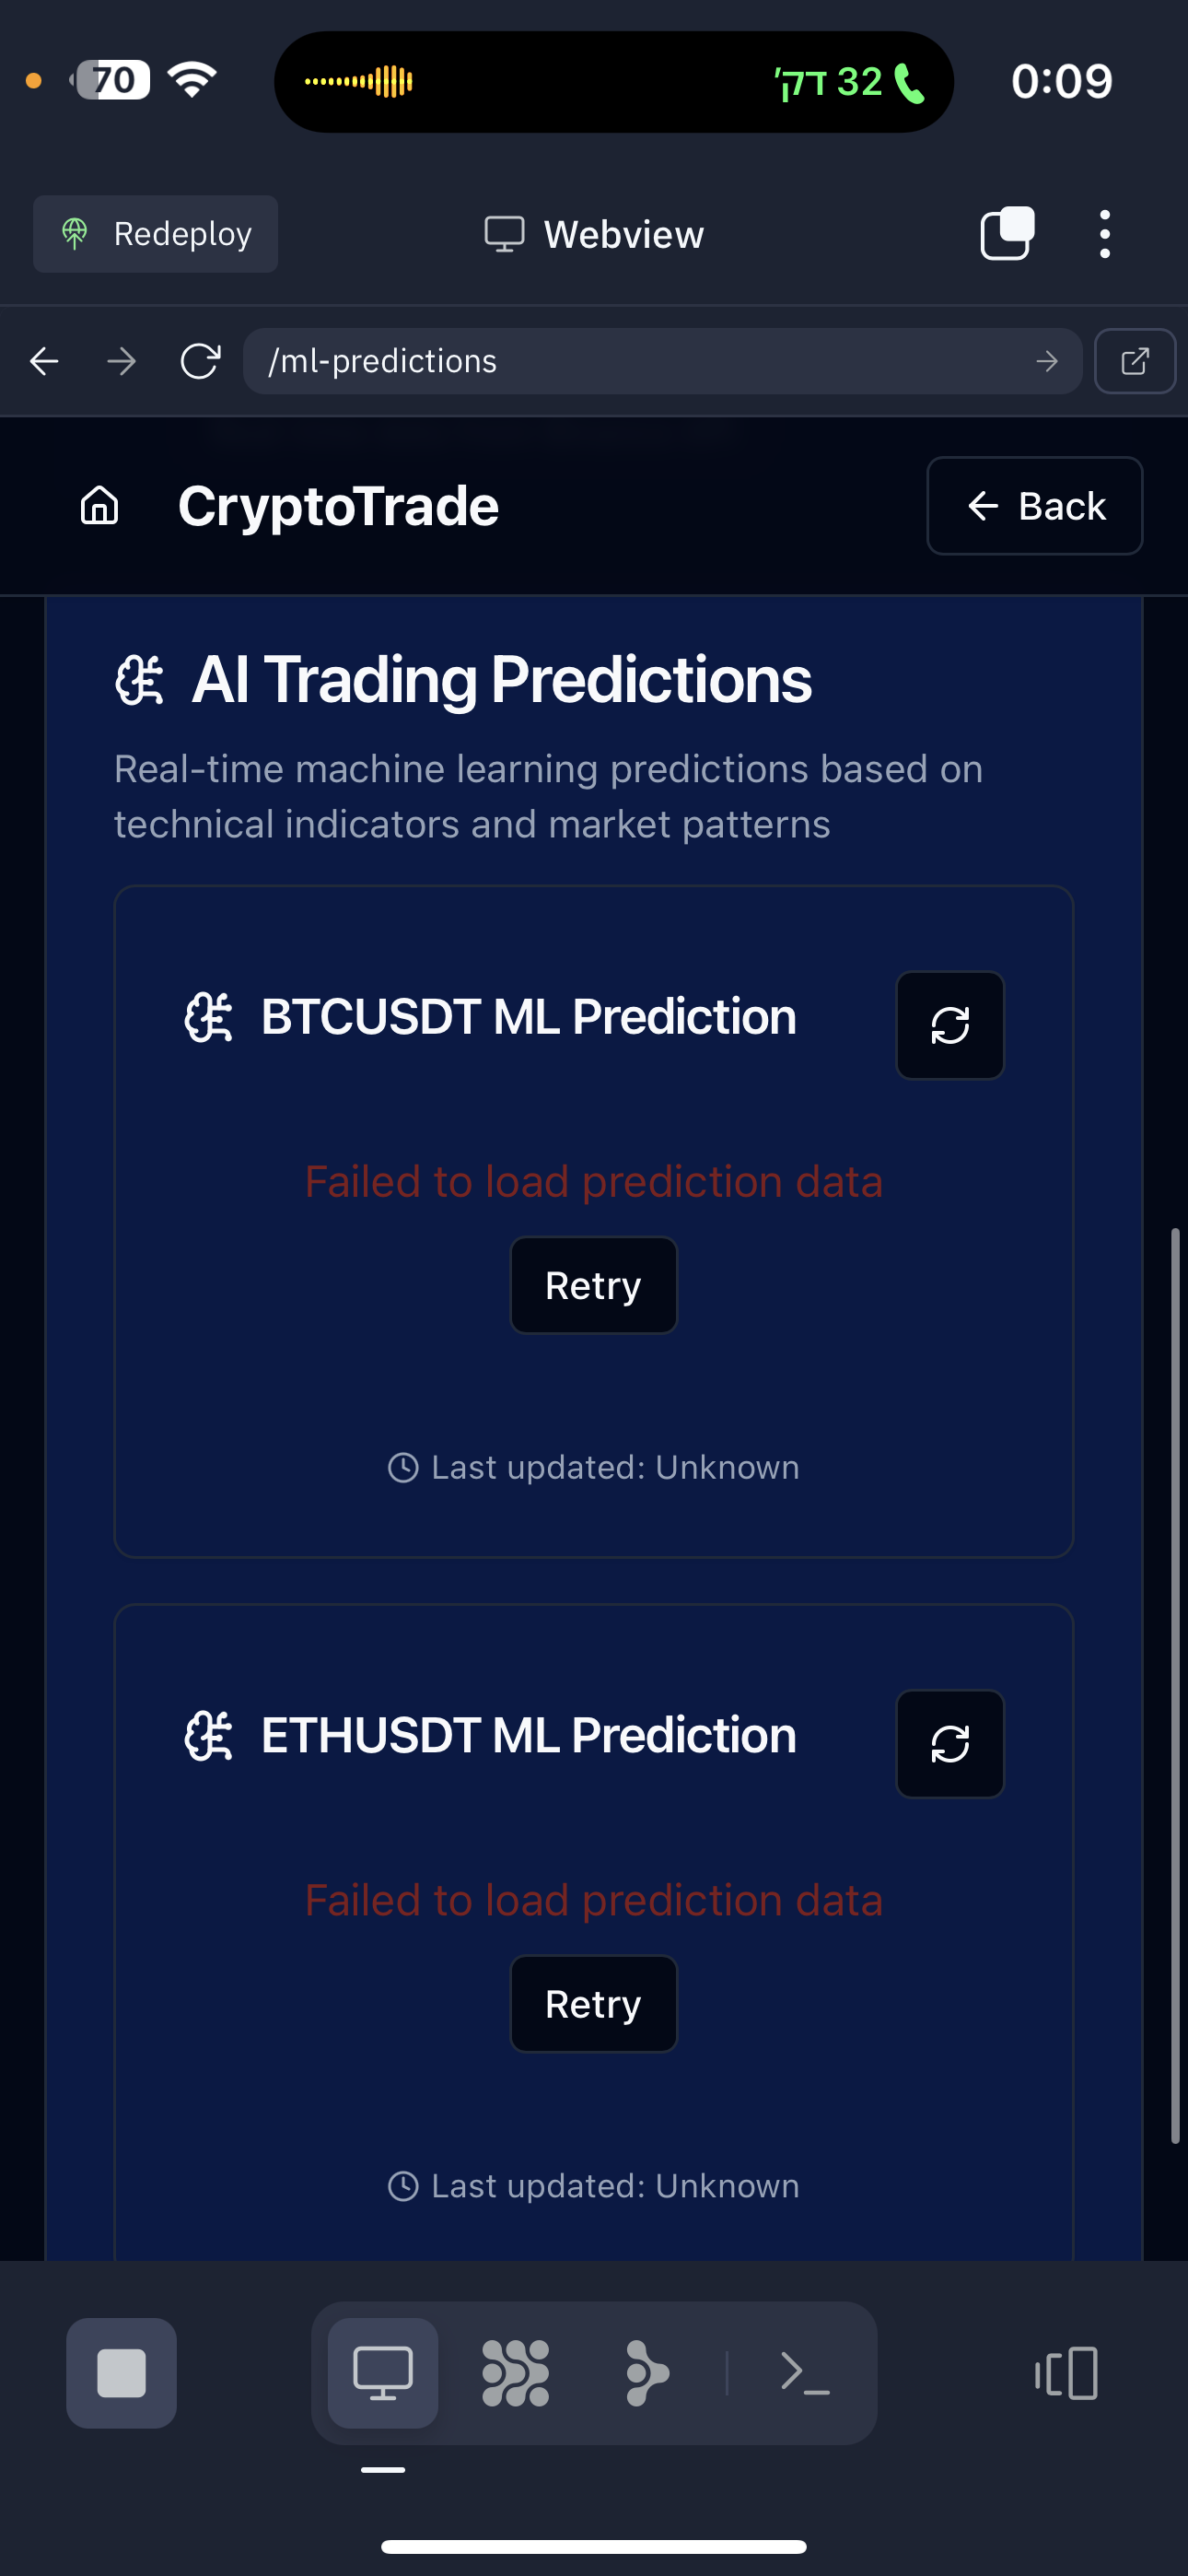 70
32 דק׳
0:09
Redeploy
Webview
/ml-predictions
CryptoTrade
Back
AI Trading Predictions
Real-time machine learning predictions based on
technical indicators and market patterns
BTCUSDT ML Prediction
Failed to load prediction data
Retry
Last updated: Unknown
ETHUSDT ML Prediction
Failed to load prediction data
Retry
Last updated: Unknown